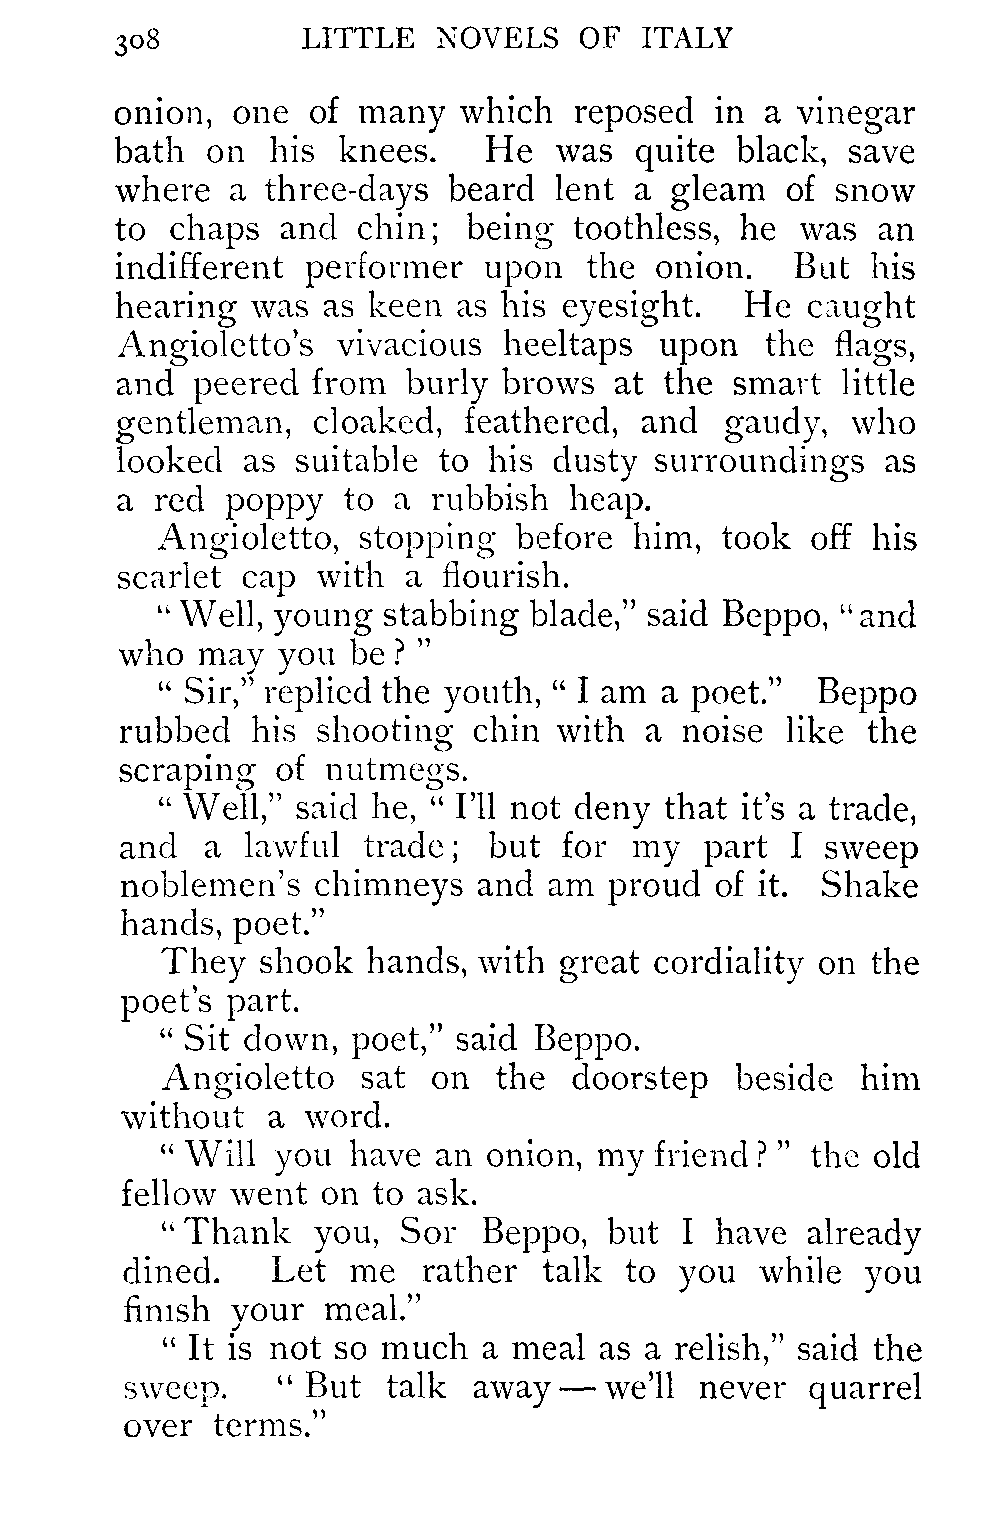 308 LITTLE NOVELS OF ITALY
onion, one of many which reposed in a vinegar
bath on his knees. He was quite black, save
where a three-days beard lent a gleam of snow
to chaps and chin; being toothless, he was an
indifferent performer upon the onion. But his
hearing was as keen as his eyesight. He caught
Angioletto's vivacious heeltaps upon the flags,
and peered from burly brows at the smart little
gentleman, cloaked, feathered, and gaudy, who
looked as suitable to his dusty surroundings as
a red poppy to a rubbish heap.
Angioletto, stopping before him, took off his
scarlet cap with a flourish.
“ Well, young stabbing blade,” said Beppo, “and
who may you be? ”
“ Sir,” replied the youth, “ I am a poet.” Beppo
rubbed his shooting chin with a noise like the
scraping of nutmegs.
“ Well,” said he, “ I'll not deny that it's a trade,
and a lawful trade; but for my part I sweep
noblemen's chimneys and am proud of it. Shake
hands, poet.”
They shook hands, with great cordiality on the
poet's part.
“ Sit down, poet,” said Beppo.
Angioletto sat on the doorstep beside him
without a word.
“ Will you have an onion, my friend? ” the old
fellow went on to ask.
“ Thank you, Sor Beppo, but I have already
dined. Let me rather talk to you while you
finish your meal.”
“ It is not so much a meal as a relish,” said the
sweep. “ But talk away — we'll never quarrel
over terms.”